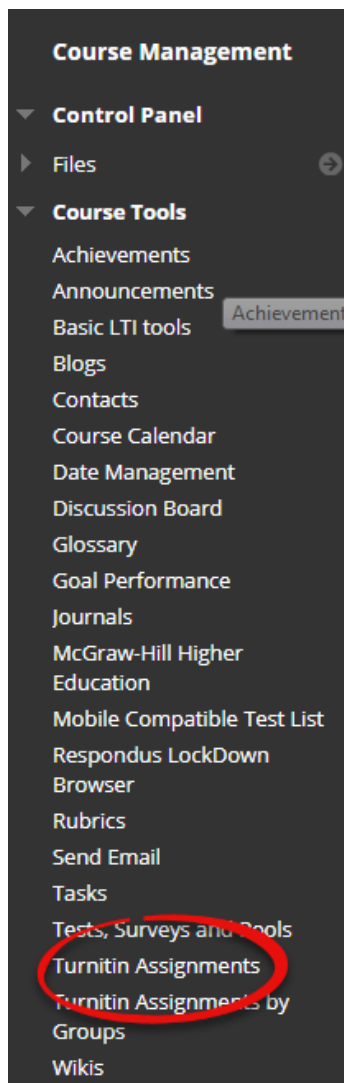 Course Management
Control Panel
Files
Course Tools
Achievements
Announcements
Achievement
Basic LTI tools
Blogs
Contacts
Course Calendar
Date Management
Discussion Board
Glossary
Goal Performance
Journals
McGraw-Hill Higher
Education
Mobile Compatible Test List
Respondus LockDown
Browser
Rubrics
Send Email
Tasks
Tests, Surveys and Pools
Turnitin Assignments
Turnitin Assignments by
Groups
Wikis